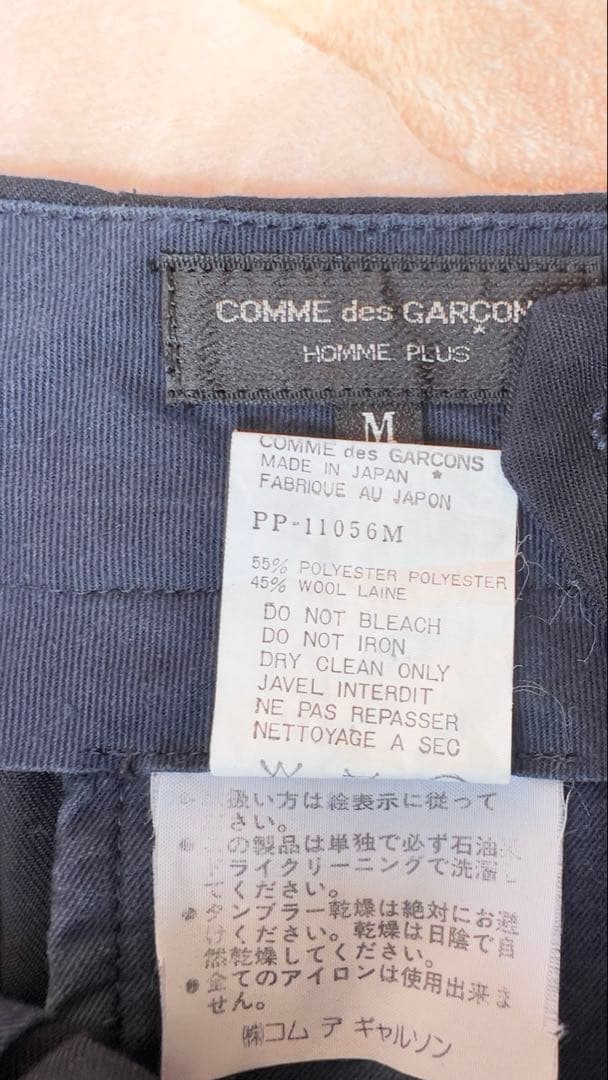 COMME des GARÇON
HOMME PLUS
M
COMME des GARCONS
MADE IN JAPAN *
FABRIQUE AU JAPON
PP-11056M
55% POLYESTER POLYESTER
45% WOOL LAINE
DO NOT BLEACH
DO NOT IRON
DRY CLEAN ONLY
JAVEL INTERDIT
NE PAS REPASSER
NETTOYAGE A SEC
扱い方は絵表示に従って
さい。
の製品は単独で必ず石油
ドライクリーニングで洗濯し
てください。
タンブラー乾燥は絶対にお避
けください。乾燥は日陰で自
然乾燥してください。
●全てのアイロンは使用出来ま
せん。
㈱コム デ ギャルソン